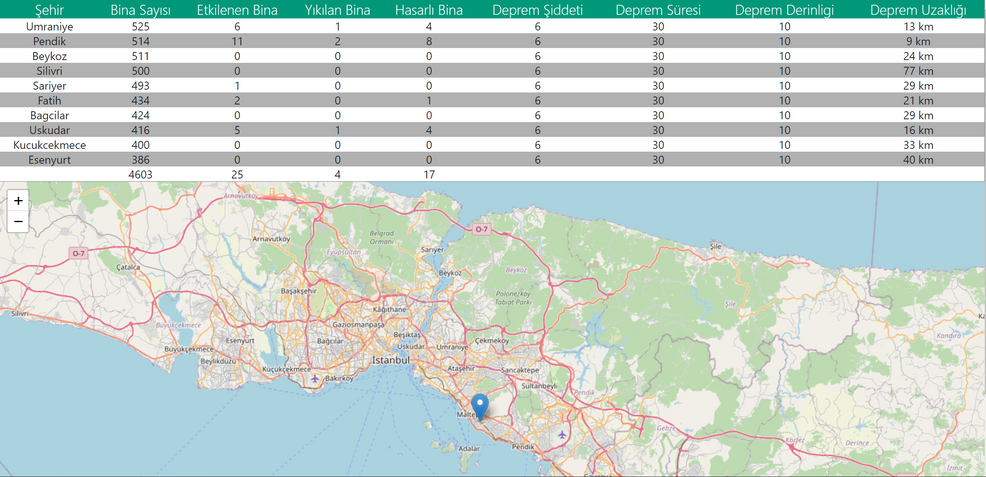 Şehir Bina Sayısı Etkilenen Bina Yıkılan Bina Hasarlı Bina Deprem Şiddeti Deprem Süresi Deprem Derinligi Deprem Uzaklığı
Umraniye 525 6 1 4 6 30 10 13 km
Pendik 514 11 2 8 6 30 10 9 km
Beykoz 511 0 0 0 6 30 10 24 km
Silivri 500 0 0 0 6 30 10 77 km
Sariyer 493 1 0 0 6 30 10 29 km
Fatih 434 2 0 1 6 30 10 21 km
Bagcilar 424 0 0 0 6 30 10 29 km
Uskudar 416 5 1 4 6 30 10 16 km
Kucukcekmece 400 0 0 0 6 30 10 33 km
Esenyurt 386 0 0 0 6 30 10 40 km
4603 25 4 17
+
−
Arnavutköy
O-7
Belgrad
Ormanı
Arnavutköy
Sarıyer
Şile
O-7
Eyüpsultan
Çatalca
Beykoz
Beykoz
Başakşehir
Polonezköy
Tabiat Parkı
Şile
Kâğıthane
Silivri
Büyükçekmece
Gaziosmanpaşa
Beşiktaş
Kandıra
Esenyurt
Bağcılar
Üsküdar
Ümraniye
Çekmeköy
Büyükçekmece
İstanbul
Beylikdüzü
Küçükçekmece
Ataşehir
Sancaktepe
Bakırköy
Sultanbeyli
Pendik
Malte
Gebze
Körfez
Derince
Adalar
Pendik
İzmit